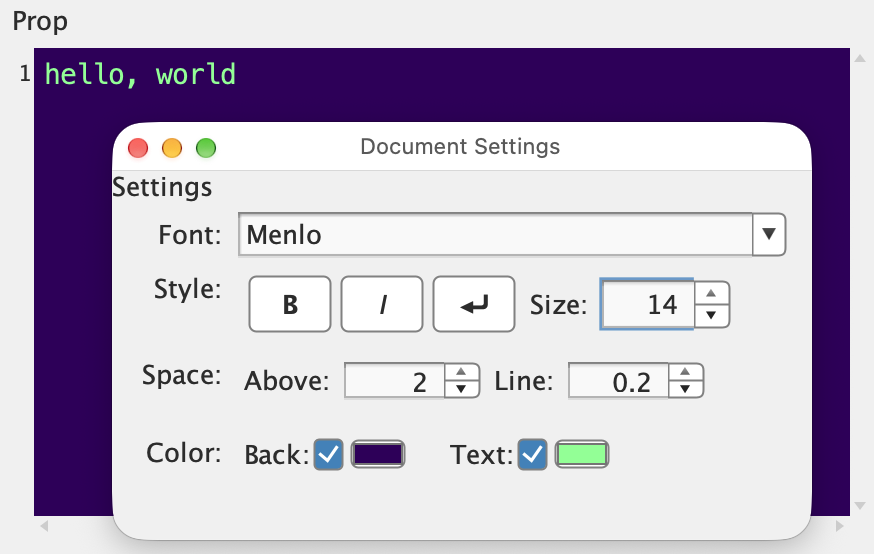 Prop
1 hello, world
Document Settings
Settings
Font: Menlo
Style: B I Size: 14
Space: Above: 2 Line: 0.2
Color: Back: Text: